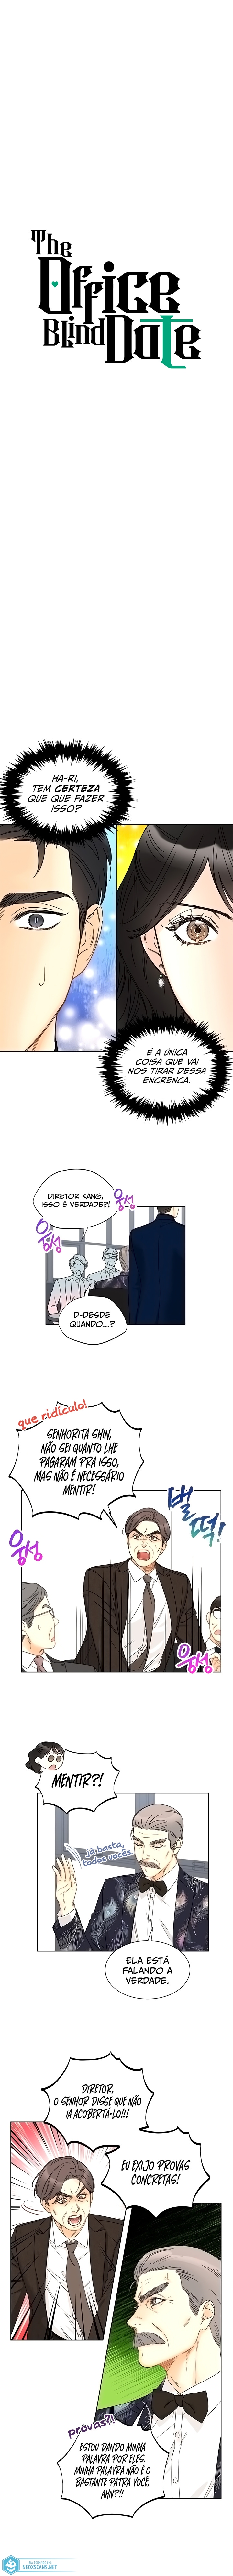 The
Office
Blind Date
HA-RI,
TEM CERTEZA
QUE QUE FAZER
ISSO?
É A ÚNICA
COISA QUE VAI
NOS TIRAR DESSA
ENCRENCA.
DIRETOR KANG,
ISSO É VERDADE?!
웅성
웅성
D-DESDE
QUANDO...?
que ridículo!
SENHORITA SHIN,
NÃO SEI QUANTO LHE
PAGARAM PRA ISSO,
MAS NÃO É NECESSÁRIO
MENTIR!
벌떡!
웅성
웅성
MENTIR?!
já basta,
todos vocês
ELA ESTÁ
FALANDO A
VERDADE.
DIRETOR,
O SENHOR DISSE QUE NÃO
IA ACOBERTÁ-LO!!!
EU EXIJO PROVAS
CONCRETAS!
provas?!
ESTOU DANDO MINHA
PALAVRA POR ELES.
MINHA PALAVRA NÃO É O
BASTANTE PATRA VOCÊ,
AHN?!!
NEOXSCANS.NET